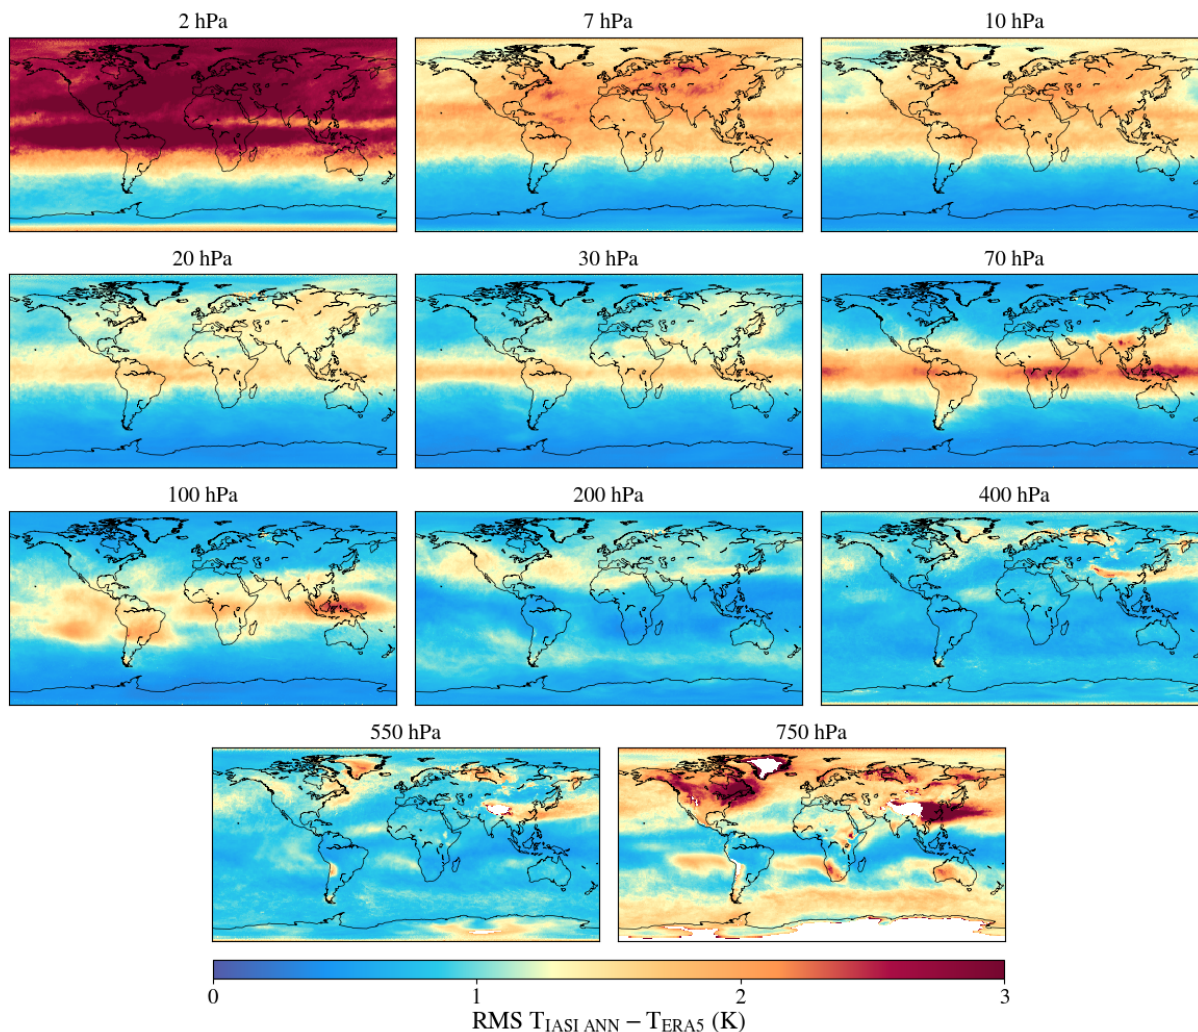 2 hPa
7 hPa
10 hPa
20 hPa
30 hPa
70 hPa
100 hPa
200 hPa
400 hPa
550 hPa
750 hPa
0
1
2
3
RMS T_IASI ANN − T_ERA5 (K)